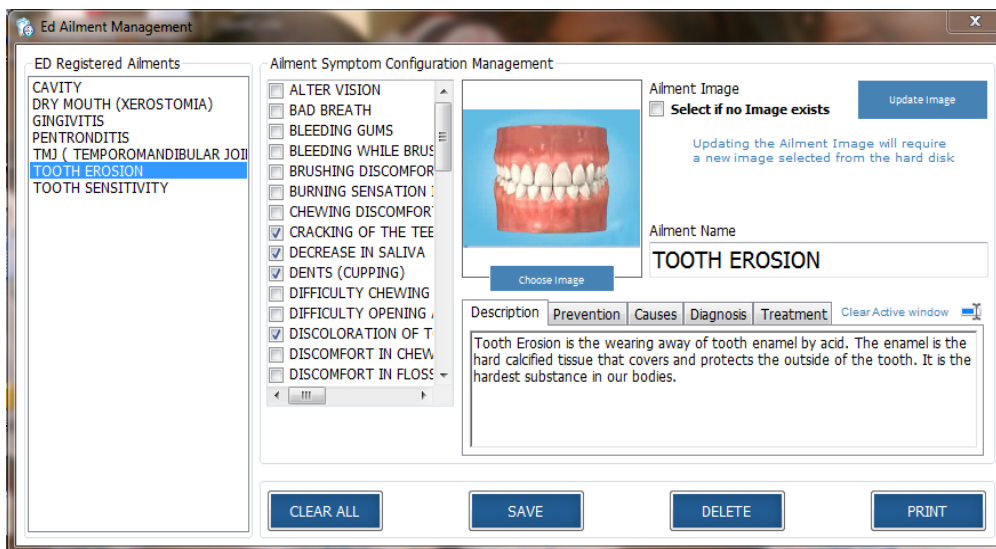 Ed Ailment Management
X
ED Registered Ailments
CAVITY
DRY MOUTH (XEROSTOMIA)
GINGIVITIS
PENTRONDITIS
TMJ ( TEMPOROMANDIBULAR JOI
TOOTH EROSION
TOOTH SENSITIVITY
Ailment Symptom Configuration Management
ALTER VISION
BAD BREATH
BLEEDING GUMS
BLEEDING WHILE BRUS
BRUSHING DISCOMFOR
BURNING SENSATION
CHEWING DISCOMFOR
CRACKING OF THE TEE
DECREASE IN SALIVA
DENTS (CUPPING)
DIFFICULTY CHEWING
DIFFICULTY OPENING
DISCOLORATION OF T
DISCOMFORT IN CHEW
DISCOMFORT IN FLOSS
Choose Image
Ailment Image
Select if no Image exists
Update Image
Updating the Ailment Image will require
a new image selected from the hard disk
Ailment Name
TOOTH EROSION
Description Prevention Causes Diagnosis Treatment Clear Active window
Tooth Erosion is the wearing away of tooth enamel by acid. The enamel is the
hard calcified tissue that covers and protects the outside of the tooth. It is the
hardest substance in our bodies.
CLEAR ALL SAVE DELETE PRINT